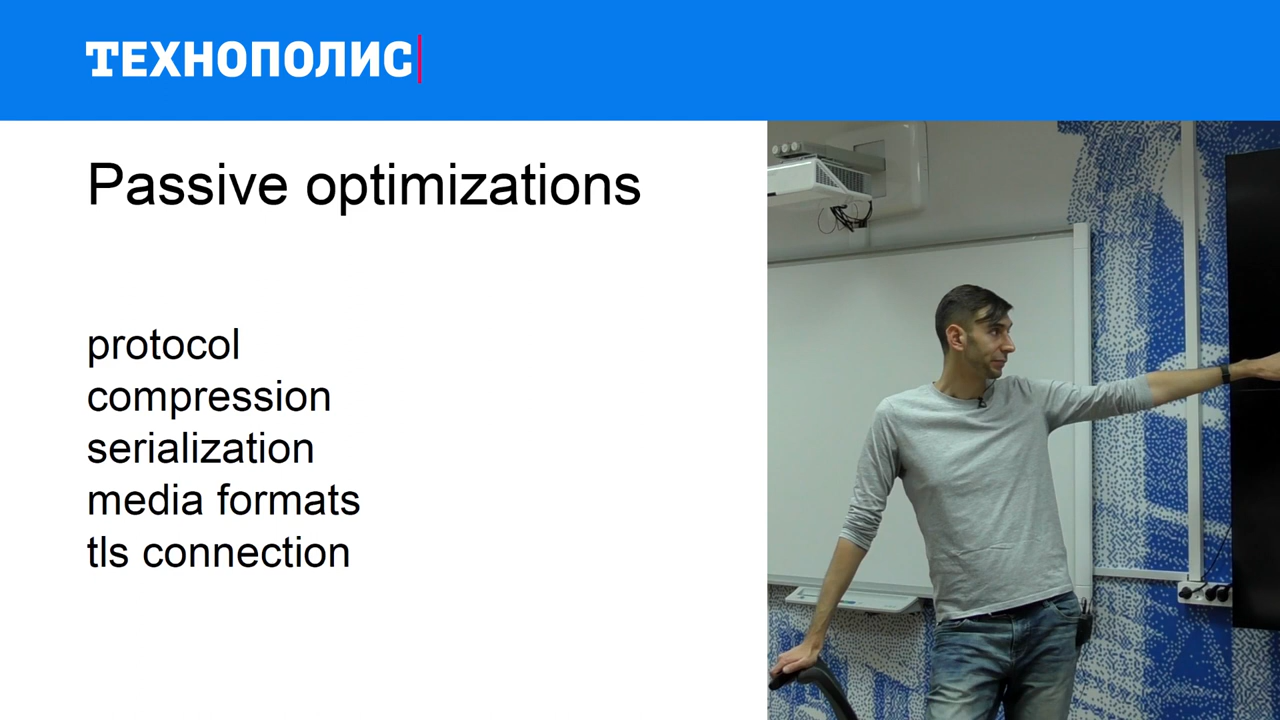 ТЕХНОПОЛИС
Passive optimizations
protocol
compression
serialization
media formats
tls connection